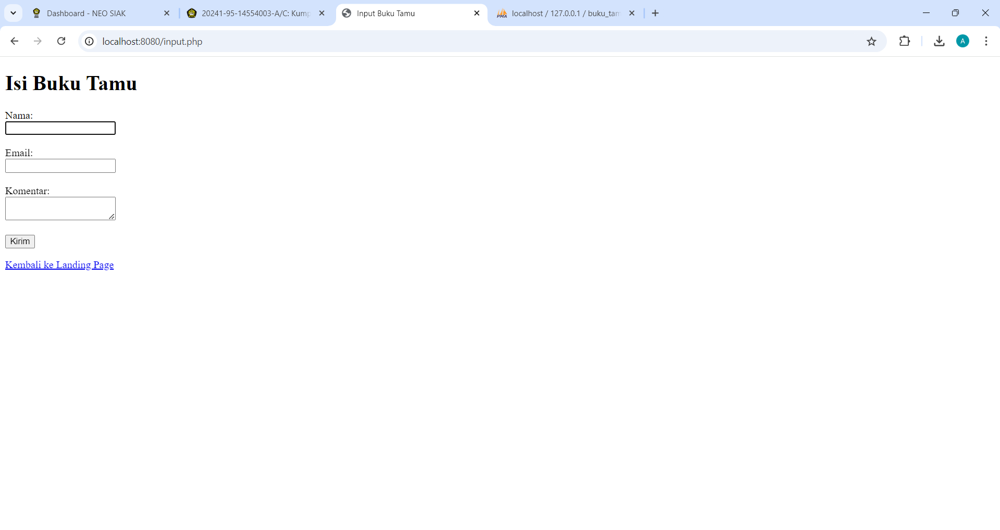 Dashboard - NEO SIAK
20241-95-14554003-A/C: Kump
Input Buku Tamu
localhost / 127.0.0.1 / buku_tam
localhost:8080/input.php
A
Isi Buku Tamu
Nama:
Email:
Komentar:
Kirim
Kembali ke Landing Page